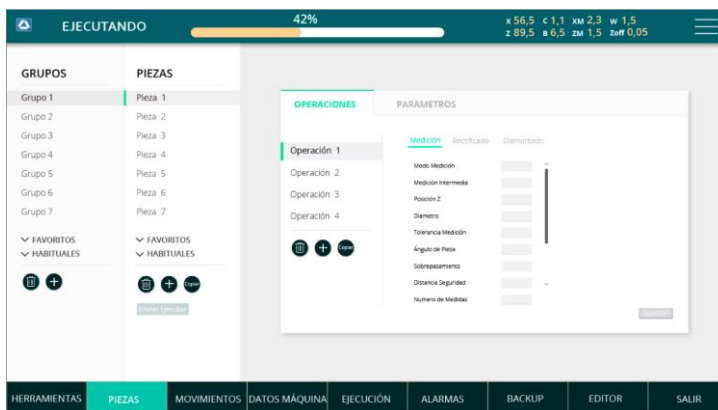 EJECUTANDO
42%
X 56,5 C 1,1 XM 2,3 W 1,5
Z 89,5 B 6,5 ZM 1,5 Zoff 0,05
GRUPOS
Grupo 1
Grupo 2
Grupo 3
Grupo 4
Grupo 5
Grupo 6
Grupo 7
FAVORITOS
HABITUALES
PIEZAS
Pieza 1
Pieza 2
Pieza 3
Pieza 4
Pieza 5
Pieza 6
Pieza 7
FAVORITOS
HABITUALES
Copiar
Enviar Ejecutar
OPERACIONES PARAMETROS
Operación 1
Operación 2
Operación 3
Operación 4
Copiar
Medición Rectificado Diamantado
Modo Medición
Medición Intermedia
Posición Z
Diametro
Tolerancia Medición
Ángulo de Pieza
Sobrepasamiento
Distancia Seguridad
Numero de Medidas
Guardar
HERRAMIENTAS PIEZAS MOVIMIENTOS DATOS MÁQUINA EJECUCIÓN ALARMAS BACKUP EDITOR SALIR